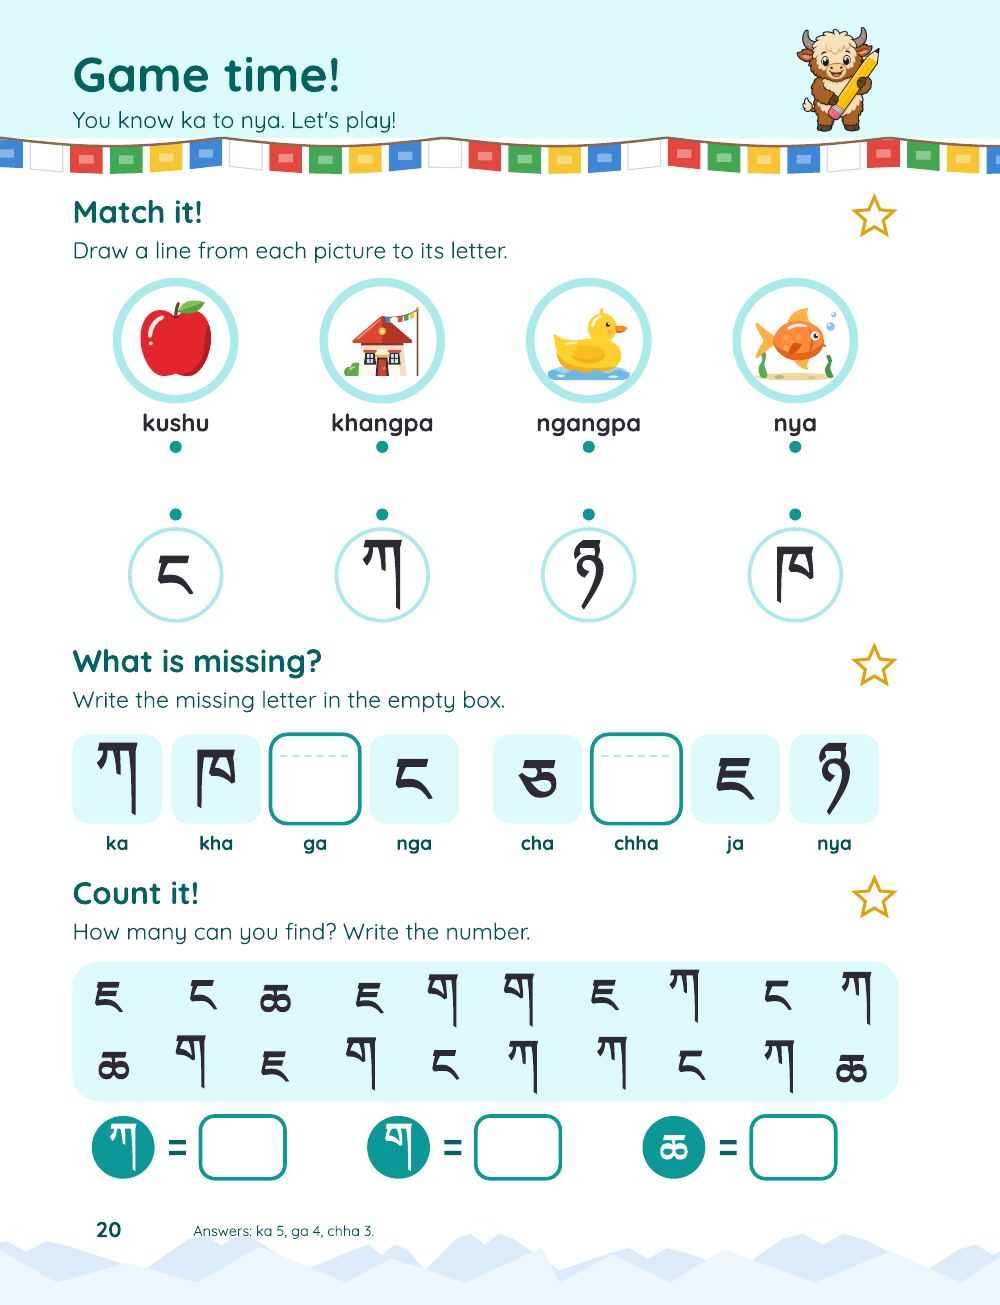 Game time!
You know ka to nya. Let's play!
Match it!
Draw a line from each picture to its letter.
kushu khangpa ngangpa nya
ང ཀ ཉ ཁ
What is missing?
Write the missing letter in the empty box.
ཀ ཁ ང ཅ ཇ ཉ
ka kha ga nga cha chha ja nya
Count it!
How many can you find? Write the number.
ཇ ང ཆ ཇ ག ག ཇ ཀ ང ཀ
ཆ ག ཇ ག ང ཀ ཀ ང ཀ ཆ
ཀ = ག = ཆ =
20 Answers: ka 5, ga 4, chha 3.